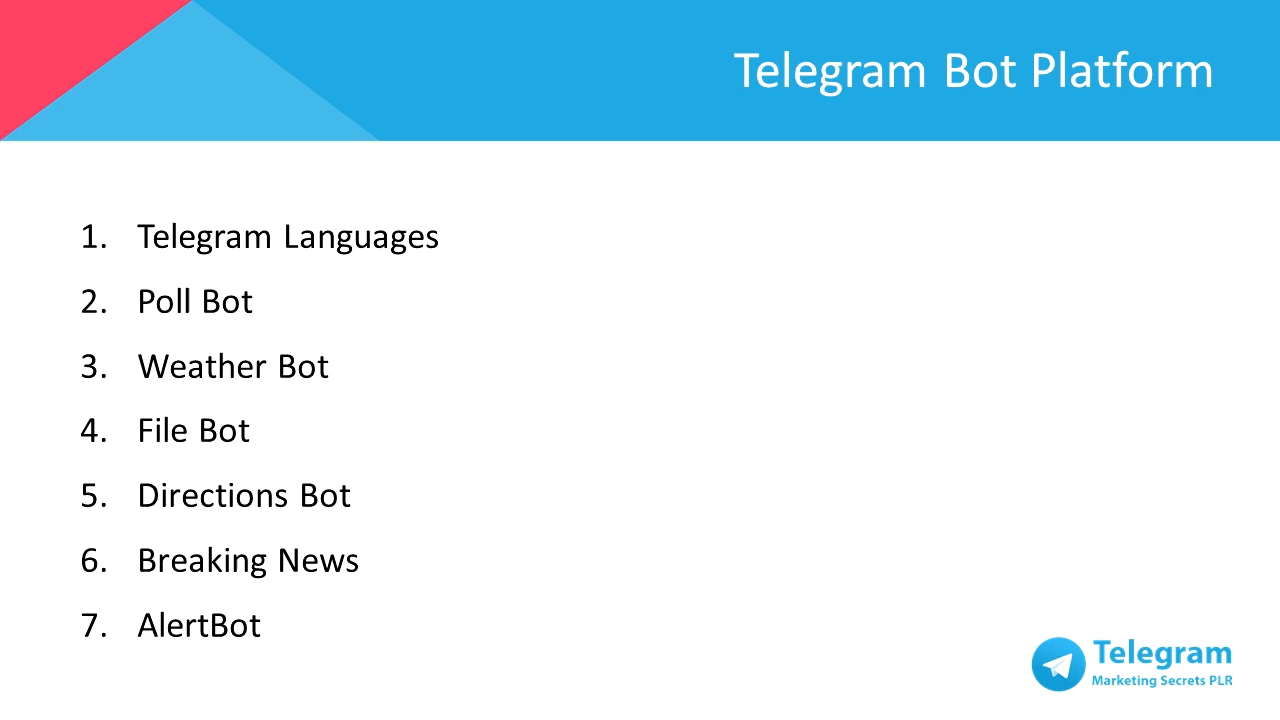 Telegram Bot Platform
1. Telegram Languages
2. Poll Bot
3. Weather Bot
4. File Bot
5. Directions Bot
6. Breaking News
7. AlertBot
Telegram
Marketing Secrets PLR